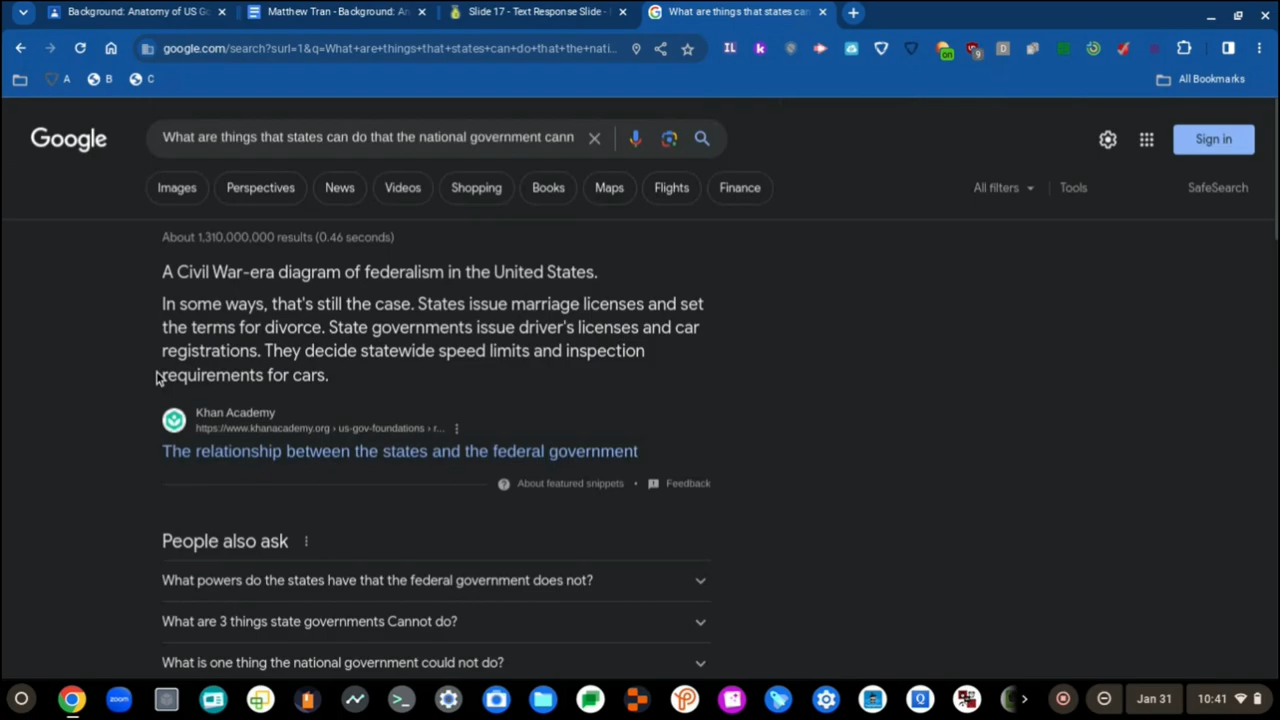 Background: Anatomy of US Go
Matthew Tran - Background: An
Slide 17 - Text Response Slide -
What are things that states can
google.com/search?surl=1&q=What+are+things+that+states+can+do+that+the+nati...
A
B
C
All Bookmarks
Google
What are things that states can do that the national government cann
Sign in
Images
Perspectives
News
Videos
Shopping
Books
Maps
Flights
Finance
All filters
Tools
SafeSearch
About 1,310,000,000 results (0.46 seconds)
A Civil War-era diagram of federalism in the United States.
In some ways, that's still the case. States issue marriage licenses and set
the terms for divorce. State governments issue driver's licenses and car
registrations. They decide statewide speed limits and inspection
requirements for cars.
Khan Academy
https://www.khanacademy.org › us-gov-foundations › r...
The relationship between the states and the federal government
About featured snippets
Feedback
People also ask
What powers do the states have that the federal government does not?
What are 3 things state governments Cannot do?
What is one thing the national government could not do?
zoom
Jan 31
10:41